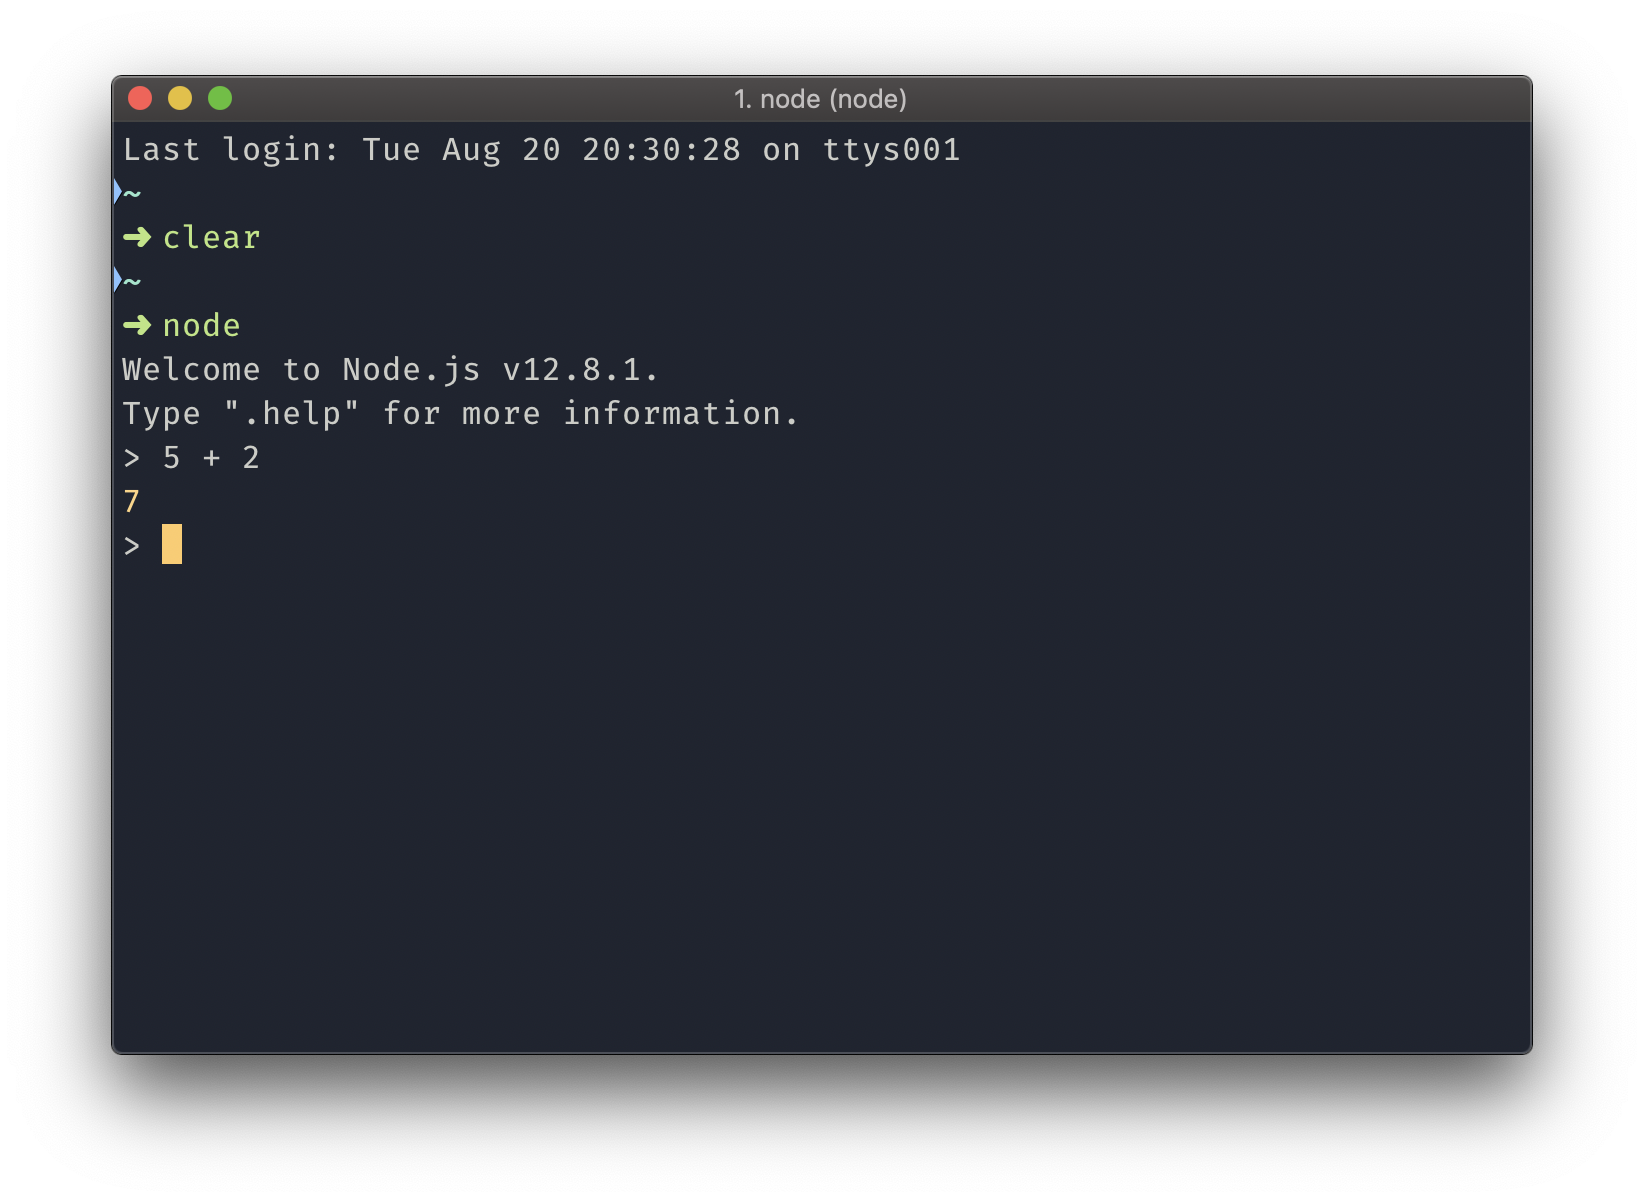 1. node (node)
Last login: Tue Aug 20 20:30:28 on ttys001
~
➜ clear
~
➜ node
Welcome to Node.js v12.8.1.
Type ".help" for more information.
> 5 + 2
7
>